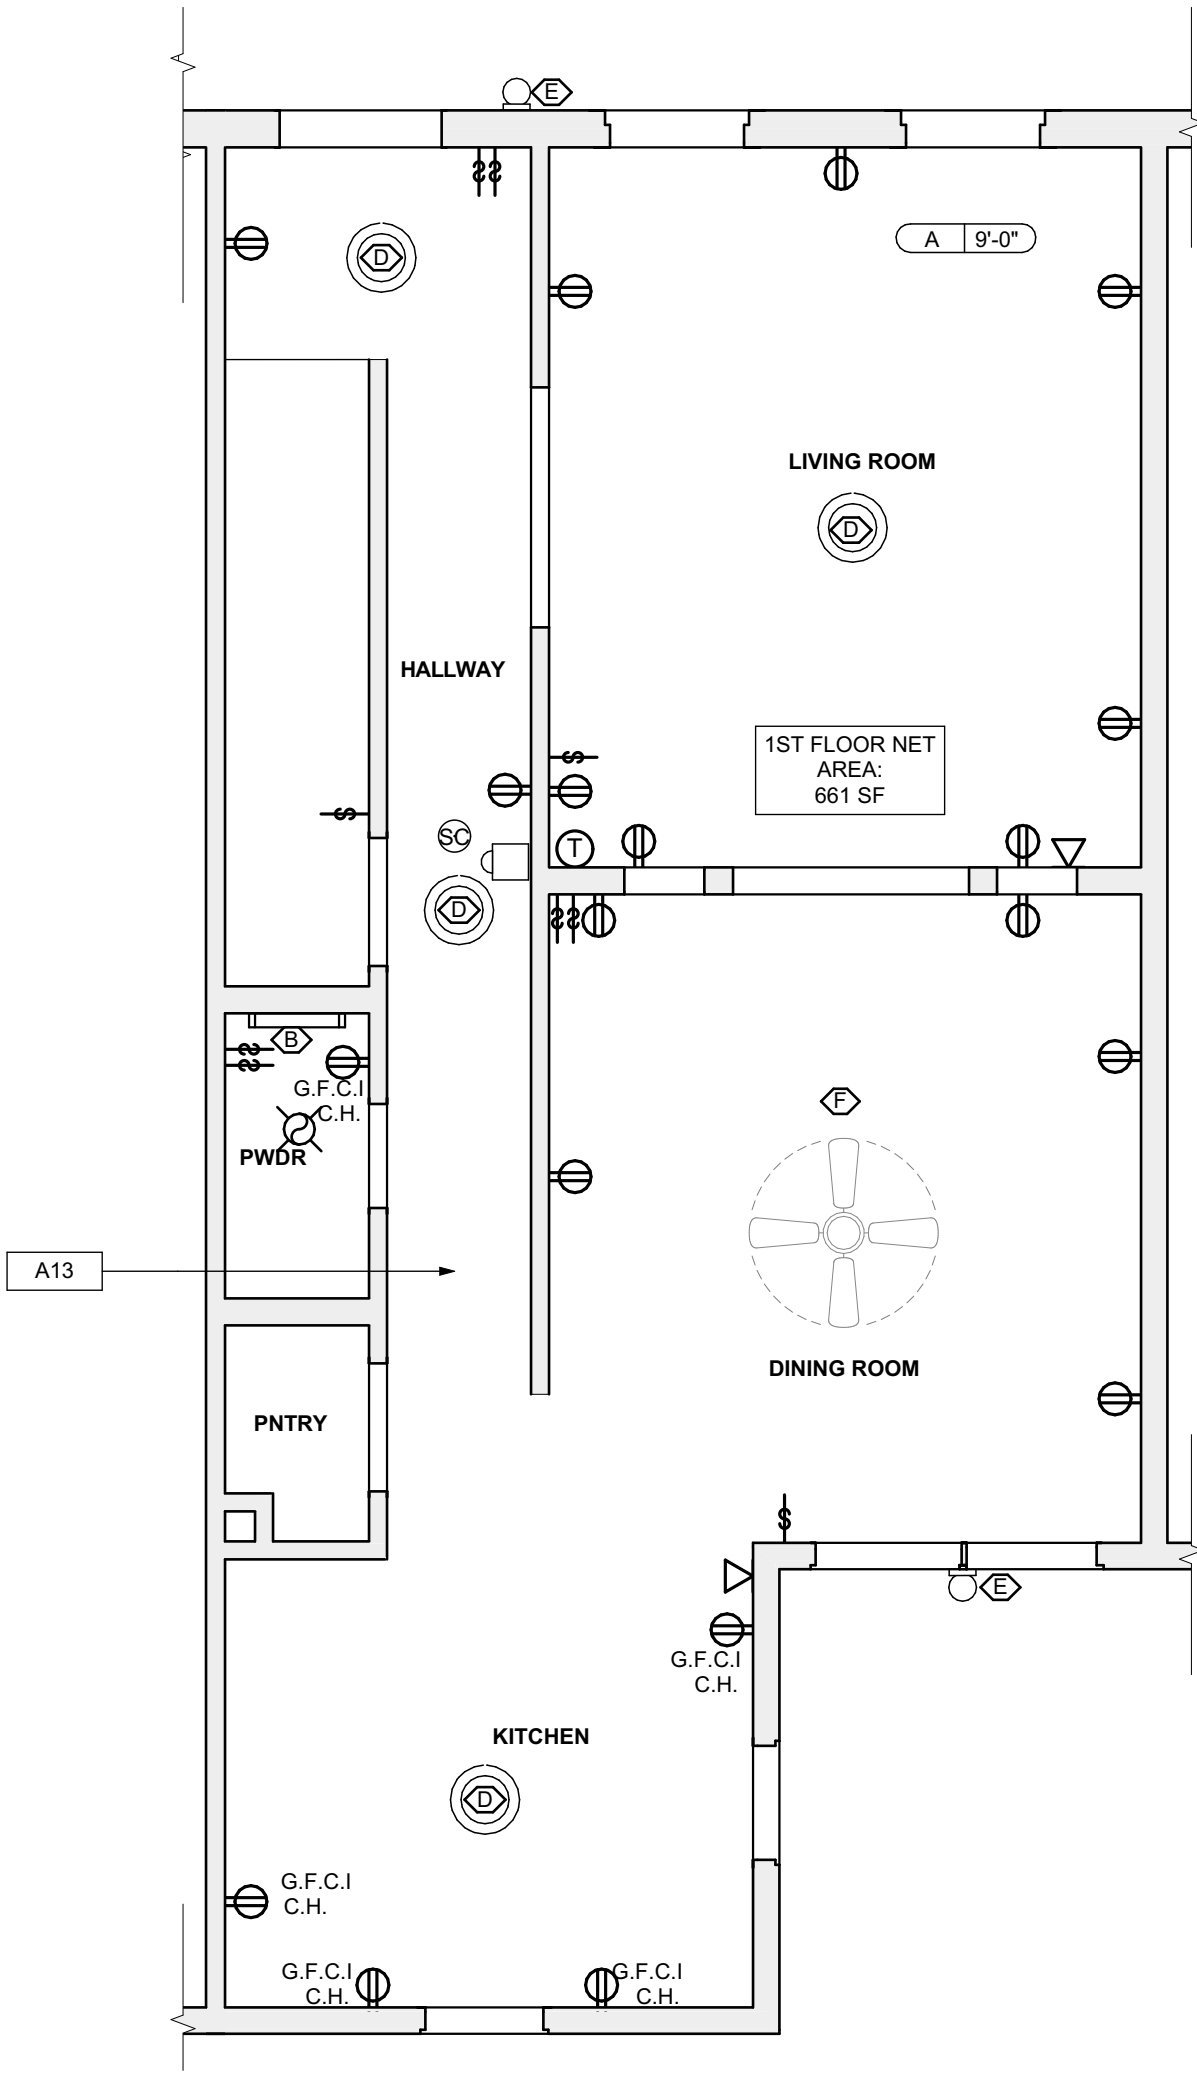 E
$$
D
A 9'-0"
LIVING ROOM
D
HALLWAY
1ST FLOOR NET
AREA:
661 SF
$
$
SC
T
D
$$
B
$
$
G.F.C.I
C.H.
PWDR
F
A13
DINING ROOM
PNTRY
$
E
G.F.C.I
C.H.
KITCHEN
D
G.F.C.I
C.H.
G.F.C.I
C.H.
G.F.C.I
C.H.